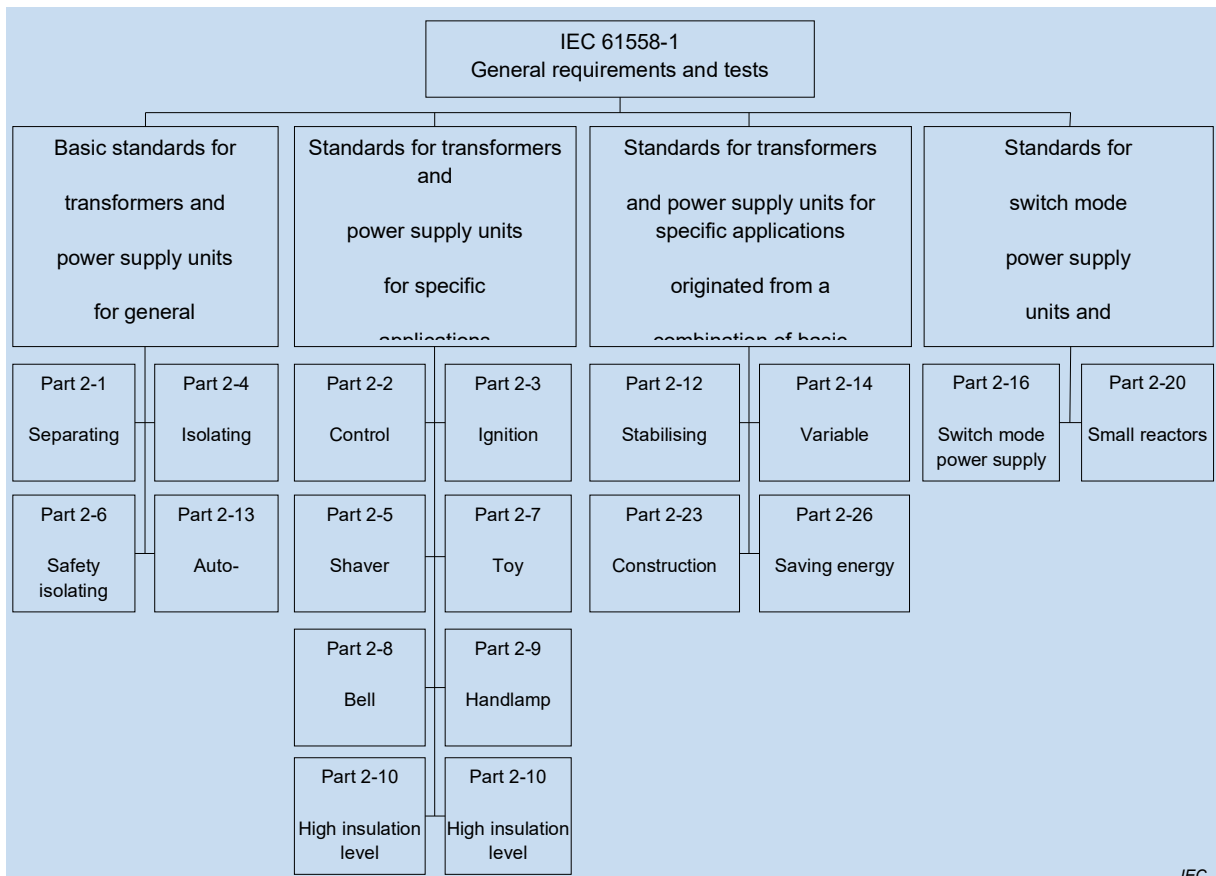 IEC 61558-1
General requirements and tests
Basic standards for
transformers and
power supply units
for general
Standards for transformers
and
power supply units
for specific
applications
Standards for transformers
and power supply units for
specific applications
originated from a
combination of basic
Standards for
switch mode
power supply
units and
Part 2-1
Separating
Part 2-4
Isolating
Part 2-6
Safety
isolating
Part 2-13
Auto-
Part 2-2
Control
Part 2-3
Ignition
Part 2-5
Shaver
Part 2-7
Toy
Part 2-8
Bell
Part 2-9
Handlamp
Part 2-10
High insulation
level
Part 2-10
High insulation
level
Part 2-12
Stabilising
Part 2-14
Variable
Part 2-23
Construction
Part 2-26
Saving energy
Part 2-16
Switch mode
power supply
Part 2-20
Small reactors
IEC